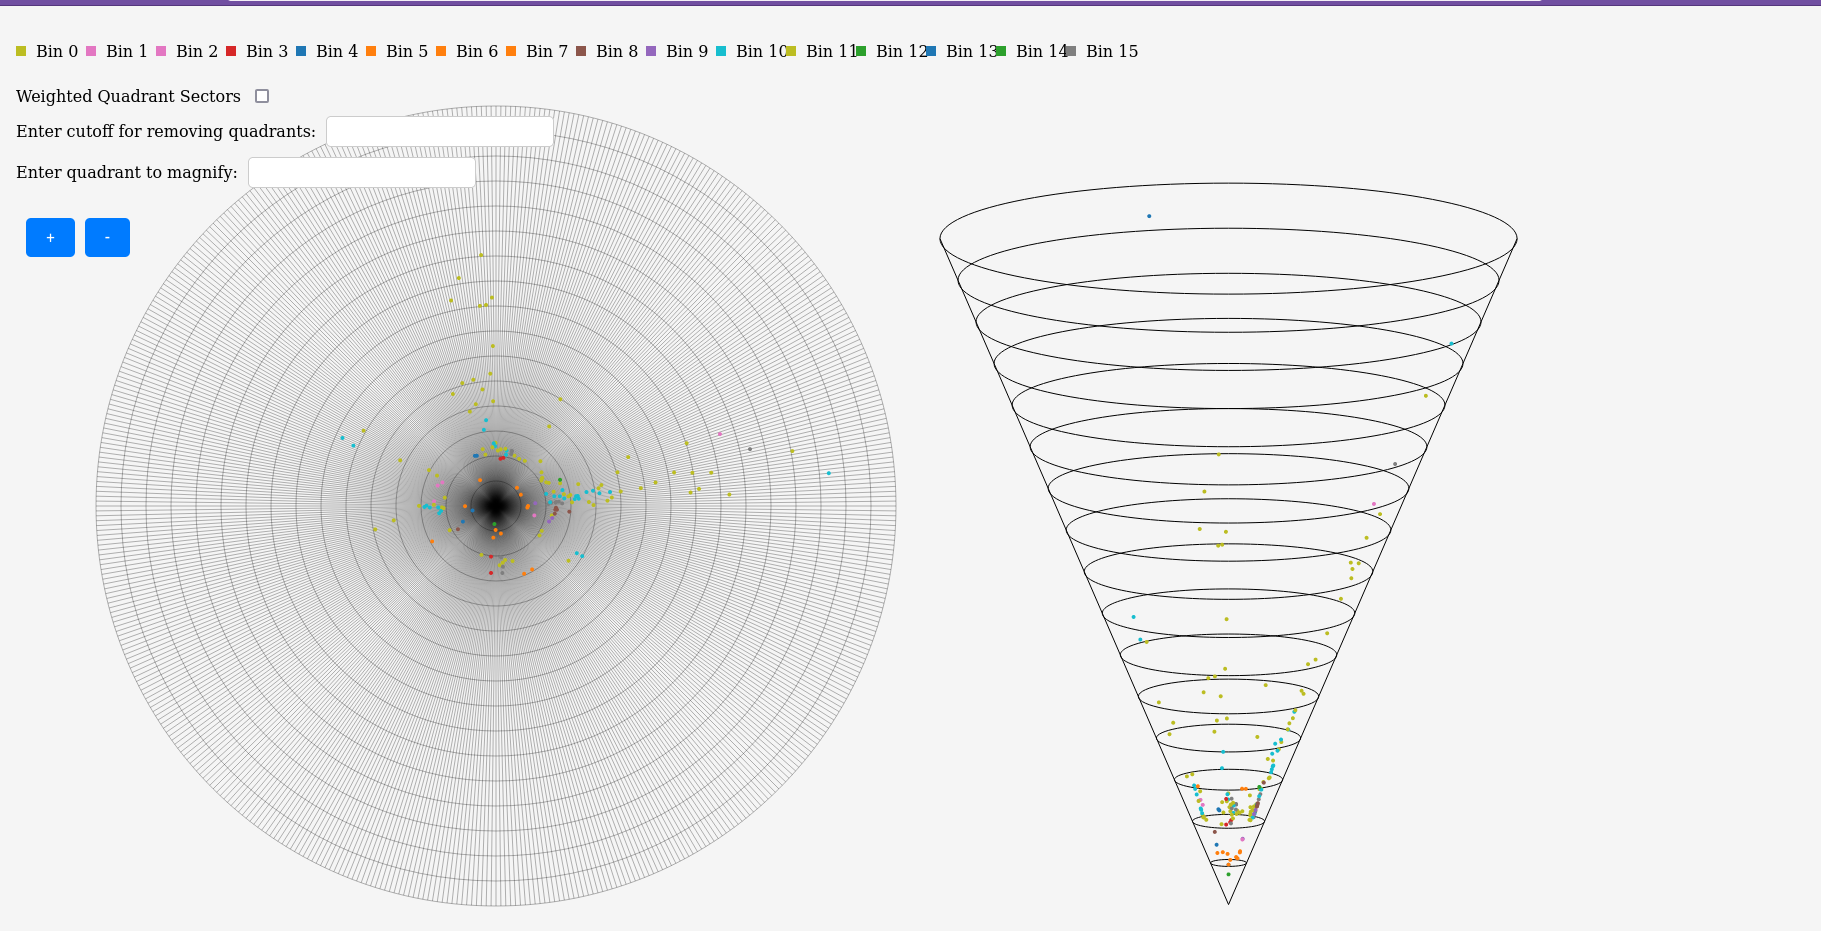 Bin 0 Bin 1 Bin 2 Bin 3 Bin 4 Bin 5 Bin 6 Bin 7 Bin 8 Bin 9 Bin 10 Bin 11 Bin 12 Bin 13 Bin 14 Bin 15
Weighted Quadrant Sectors
Enter cutoff for removing quadrants:
Enter quadrant to magnify:
+ -